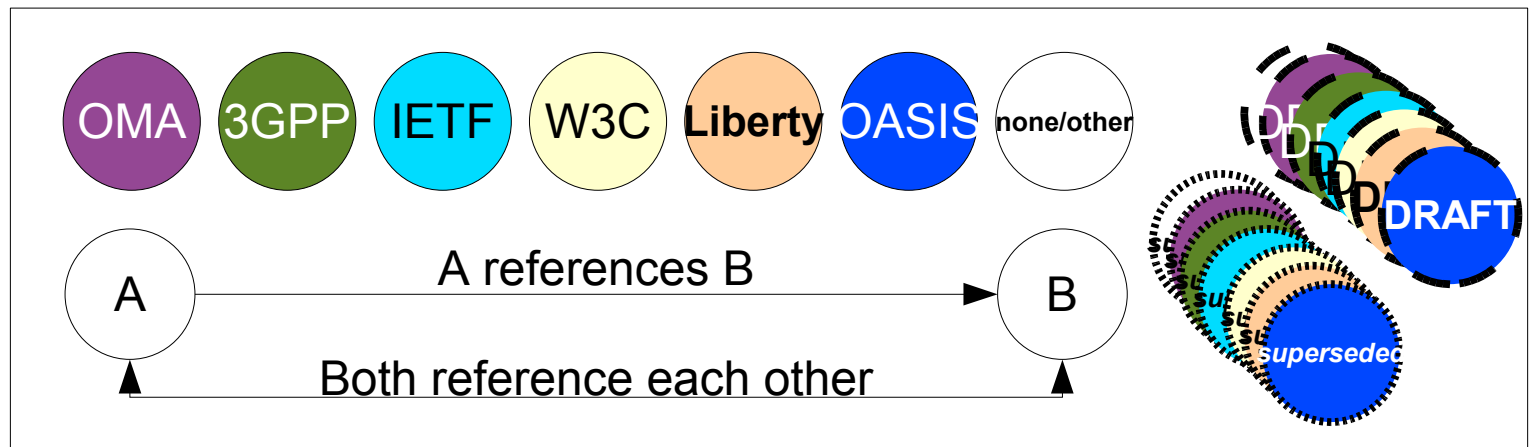 OMA 3GPP IETF W3C Liberty OASIS none/other
DRAFT
A references B
A
B
superseded
Both reference each other